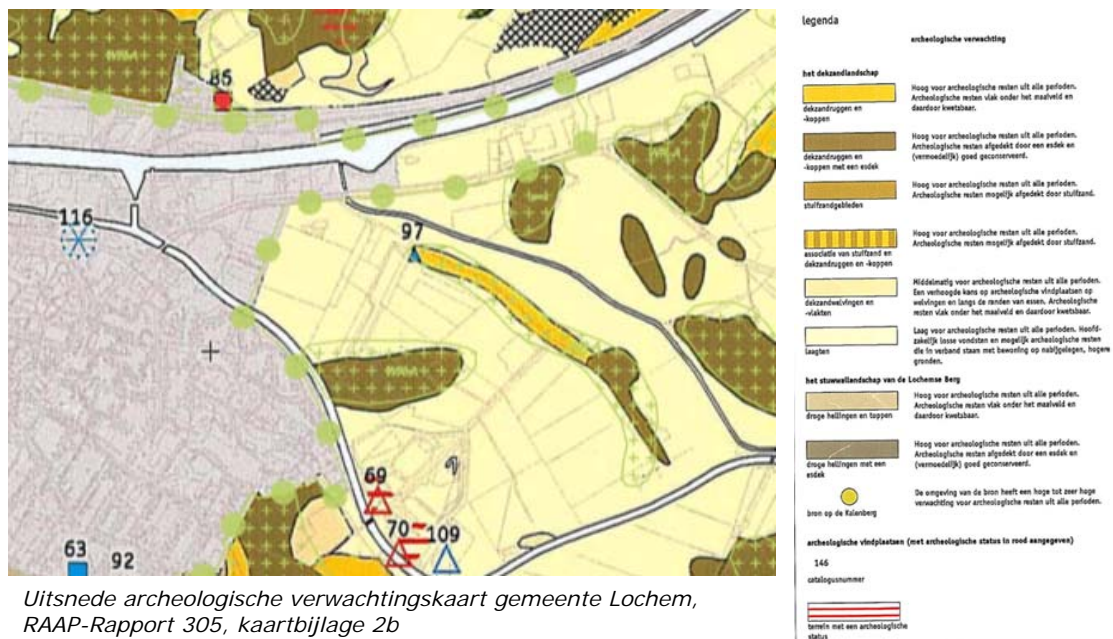 86
116
97
69
70
109
63
92
Uitsnede archeologische verwachtingskaart gemeente Lochem,
RAAP-Rapport 305, kaartbijlage 2b
legenda
archeologische verwachting
het dekzandlandschap
dekzandruggen en
-koppen
Hoog voor archeologische resten uit alle perioden.
Archeologische resten vlak onder het maaiveld en
daardoor kwetsbaar.
dekzandruggen en
-koppen met een esdek
Hoog voor archeologische resten uit alle perioden.
Archeologische resten afgedekt door een esdek en
(vermoedelijk) goed geconserveerd.
stuifzandgebieden
Hoog voor archeologische resten uit alle perioden.
Archeologische resten mogelijk afgedekt door stuifzand.
associatie van stuifzand en
dekzandruggen en -koppen
Hoog voor archeologische resten uit alle perioden.
Archeologische resten mogelijk afgedekt door stuifzand.
dekzandwelvingen en
-vlakten
Middelmatig voor archeologische resten uit alle perioden.
Een verhoogde kans op archeologische vindplaatsen op
welvingen en langs de randen van essen. Archeologische
resten vlak onder het maaiveld en daardoor kwetsbaar.
laagten
Laag voor archeologische resten uit alle perioden. Hoofd-
zakelijk losse vondsten en mogelijk archeologische resten
die in verband staan met bewoning op nabijgelegen, hogere
gronden.
het stuwwallandschap van de Lochemse Berg
droge hellingen en toppen
Hoog voor archeologische resten uit alle perioden.
Archeologische resten vlak onder het maaiveld en
daardoor kwetsbaar.
droge hellingen met een
esdek
Hoog voor archeologische resten uit alle perioden.
Archeologische resten afgedekt door een esdek en
(vermoedelijk) goed geconserveerd.
bron op de Kalenberg
De omgeving van de bron heeft een hoge tot zeer hoge
verwachting voor archeologische resten uit alle perioden.
archeologische vindplaatsen (met archeologische status in rood aangegeven)
146
catalogusnummer
terrein met een archeologische
status